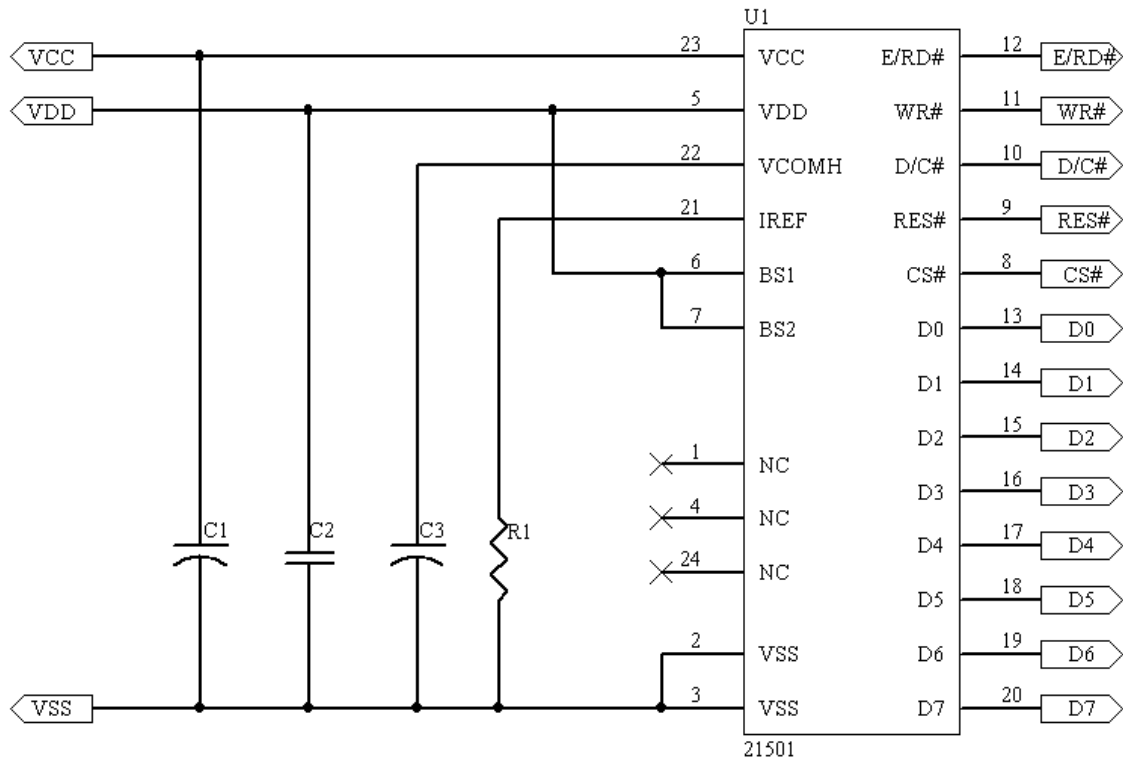 U1
VCC 23 VCC E/RD# 12 E/RD#
VDD 5 VDD WR# 11 WR#
22 VCOMH D/C# 10 D/C#
21 IREF RES# 9 RES#
6 BS1 CS# 8 CS#
7 BS2 D0 13 D0
D1 14 D1
D2 15 D2
1 NC
D3 16 D3
4 NC
C1 C2 C3 R1
D4 17 D4
24 NC
D5 18 D5
2 VSS D6 19 D6
VSS 3 VSS D7 20 D7
21501